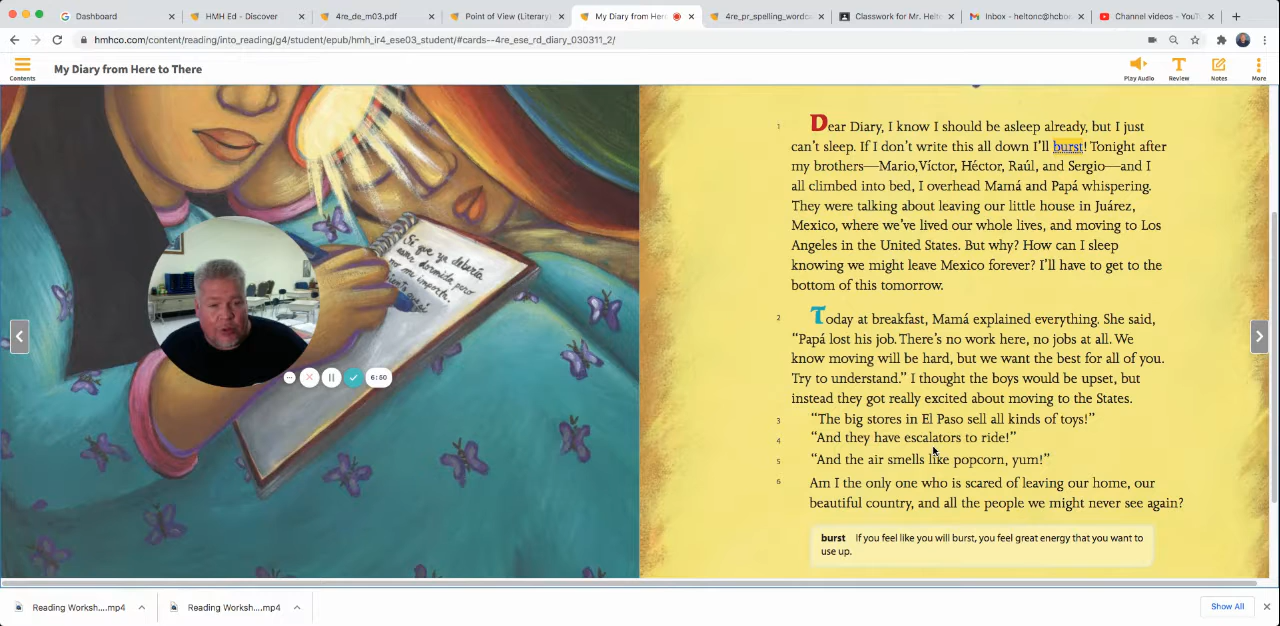 Dashboard
HMH Ed - Discover
4re_de_m03.pdf
Point of View (Literary)
My Diary from Here
4re_pr_spelling_wordc
Classwork for Mr. Helto
Inbox - heltonc@hcbo
Channel videos - YouTu
hmhco.com/content/reading/into_reading/g4/student/epub/hmh_ir4_ese03_student/#cards--4re_ese_rd_diary_030311_2/
Contents
My Diary from Here to There
Play Audio
Review
Notes
More
1 Dear Diary, I know I should be asleep already, but I just
can't sleep. If I don't write this all down I'll burst! Tonight after
my brothers—Mario,Víctor, Héctor, Raúl, and Sergio—and I
all climbed into bed, I overhead Mamá and Papá whispering.
They were talking about leaving our little house in Juárez,
Mexico, where we've lived our whole lives, and moving to Los
Angeles in the United States. But why? How can I sleep
knowing we might leave Mexico forever? I'll have to get to the
bottom of this tomorrow.
2 Today at breakfast, Mamá explained everything. She said,
"Papá lost his job. There's no work here, no jobs at all. We
know moving will be hard, but we want the best for all of you.
Try to understand." I thought the boys would be upset, but
instead they got really excited about moving to the States.
3 "The big stores in El Paso sell all kinds of toys!"
4 "And they have escalators to ride!"
5 "And the air smells like popcorn, yum!"
6 Am I the only one who is scared of leaving our home, our
beautiful country, and all the people we might never see again?
burst If you feel like you will burst, you feel great energy that you want to
use up.
Sé que ya debería
estar dormida, pero
no me importa.
6:50
Reading Worksh....mp4
Reading Worksh....mp4
Show All